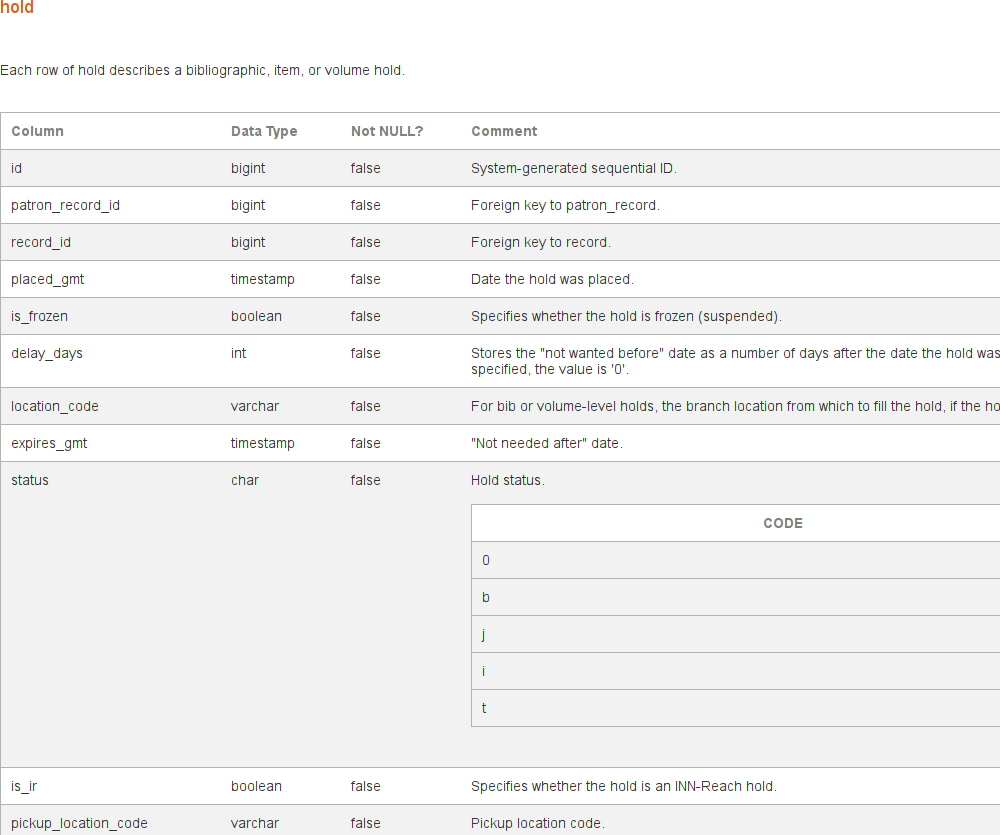 hold
Each row of hold describes a bibliographic, item, or volume hold.
Column Data Type Not NULL? Comment
id bigint false System-generated sequential ID.
patron_record_id bigint false Foreign key to patron_record.
record_id bigint false Foreign key to record.
placed_gmt timestamp false Date the hold was placed.
is_frozen boolean false Specifies whether the hold is frozen (suspended).
delay_days int false Stores the "not wanted before" date as a number of days after the date the hold was
specified, the value is '0'.
location_code varchar false For bib or volume-level holds, the branch location from which to fill the hold, if the ho
expires_gmt timestamp false "Not needed after" date.
status char false Hold status.
CODE
0
b
j
i
t
is_ir boolean false Specifies whether the hold is an INN-Reach hold.
pickup_location_code varchar false Pickup location code.